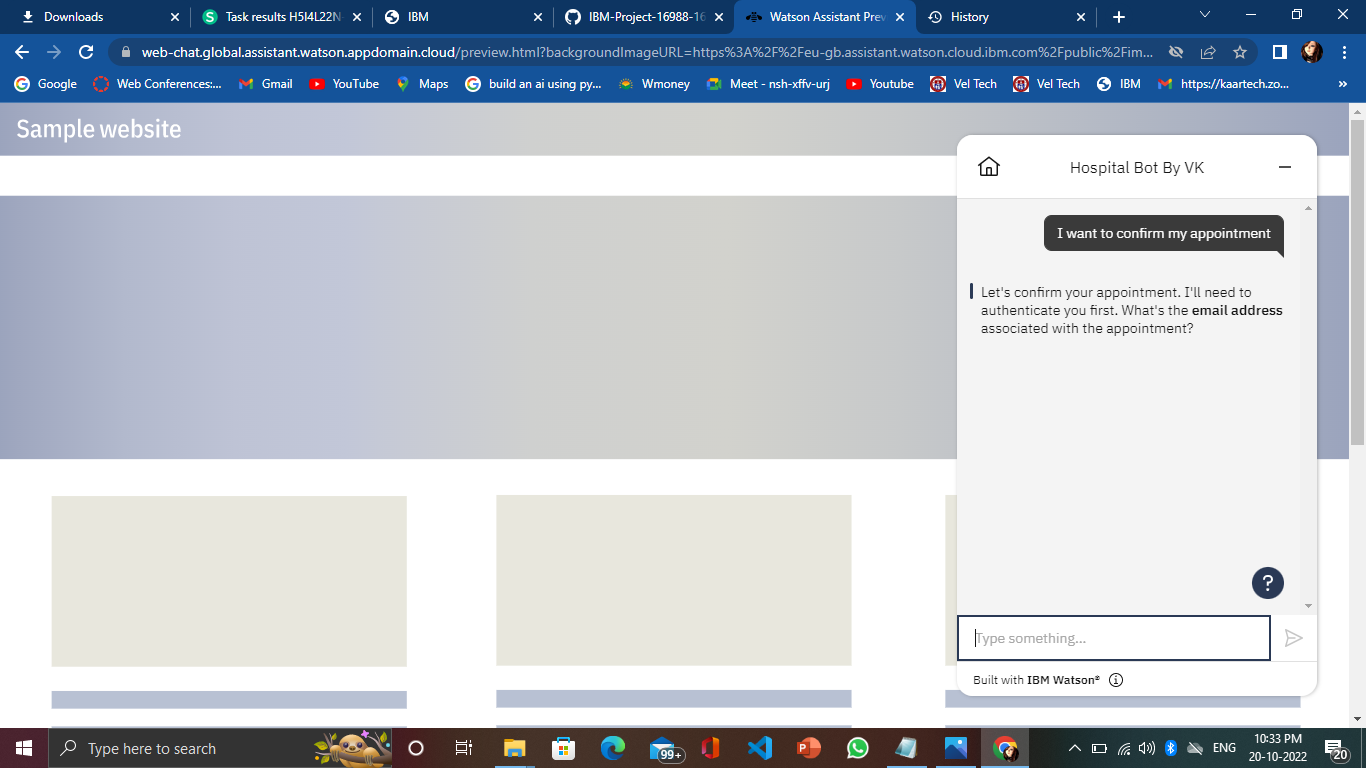 Downloads
Task results H5I4L22N
IBM
IBM-Project-16988-16
Watson Assistant Prev
History
web-chat.global.assistant.watson.appdomain.cloud/preview.html?backgroundImageURL=https%3A%2F%2Feu-gb.assistant.watson.cloud.ibm.com%2Fpublic%2Fim...
Google
Web Conferences:...
Gmail
YouTube
Maps
build an ai using py...
Wmoney
Meet - nsh-xffv-urj
Youtube
Vel Tech
Vel Tech
IBM
https://kaartech.zo...
»
Sample website
Hospital Bot By VK
I want to confirm my appointment
Let's confirm your appointment. I'll need to
authenticate you first. What's the email address
associated with the appointment?
?
Type something...
Built with IBM Watson®
Type here to search
99+
ENG
10:33 PM
20-10-2022
20